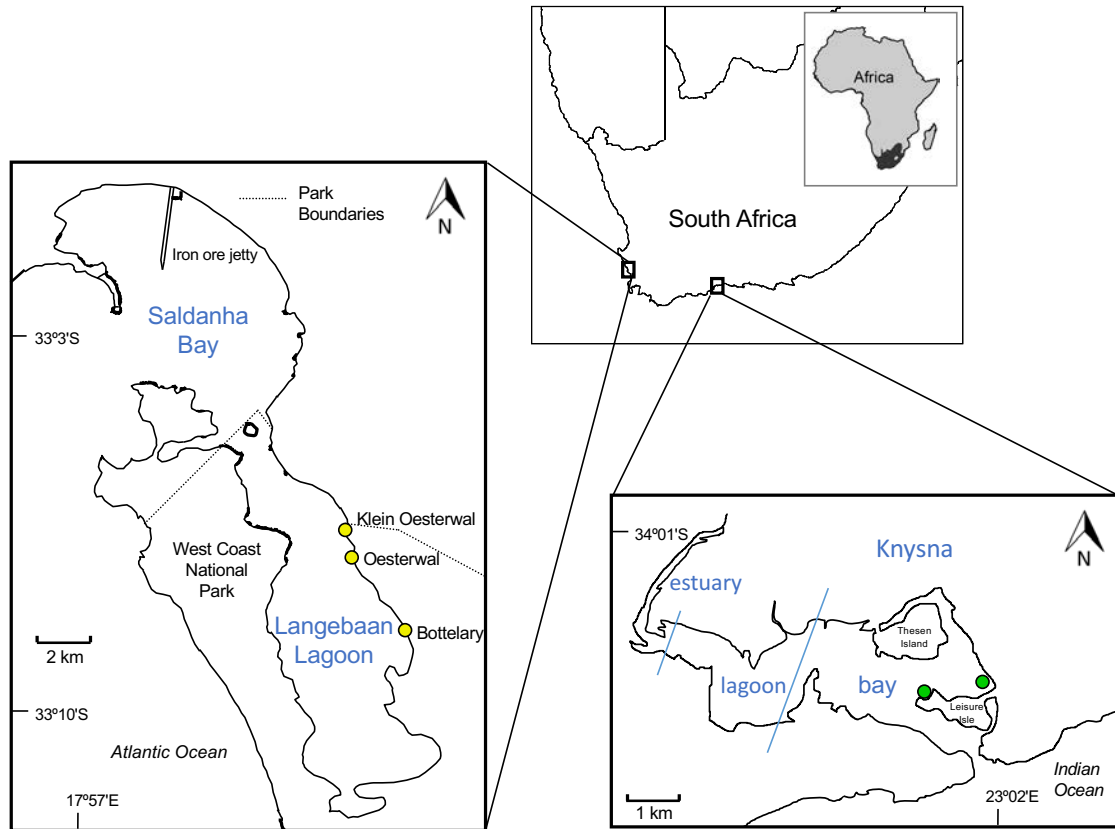 Africa
South Africa
Park
Boundaries
N
Iron ore jetty
Saldanha
Bay
33º3'S
Klein Oesterwal
Oesterwal
West Coast
National
Park
Bottelary
Langebaan
Lagoon
2 km
33º10'S
Atlantic Ocean
17º57'E
34º01'S
Knysna
N
estuary
Thesen
Island
lagoon
bay
Leisure
Isle
Indian
Ocean
1 km
23º02'E